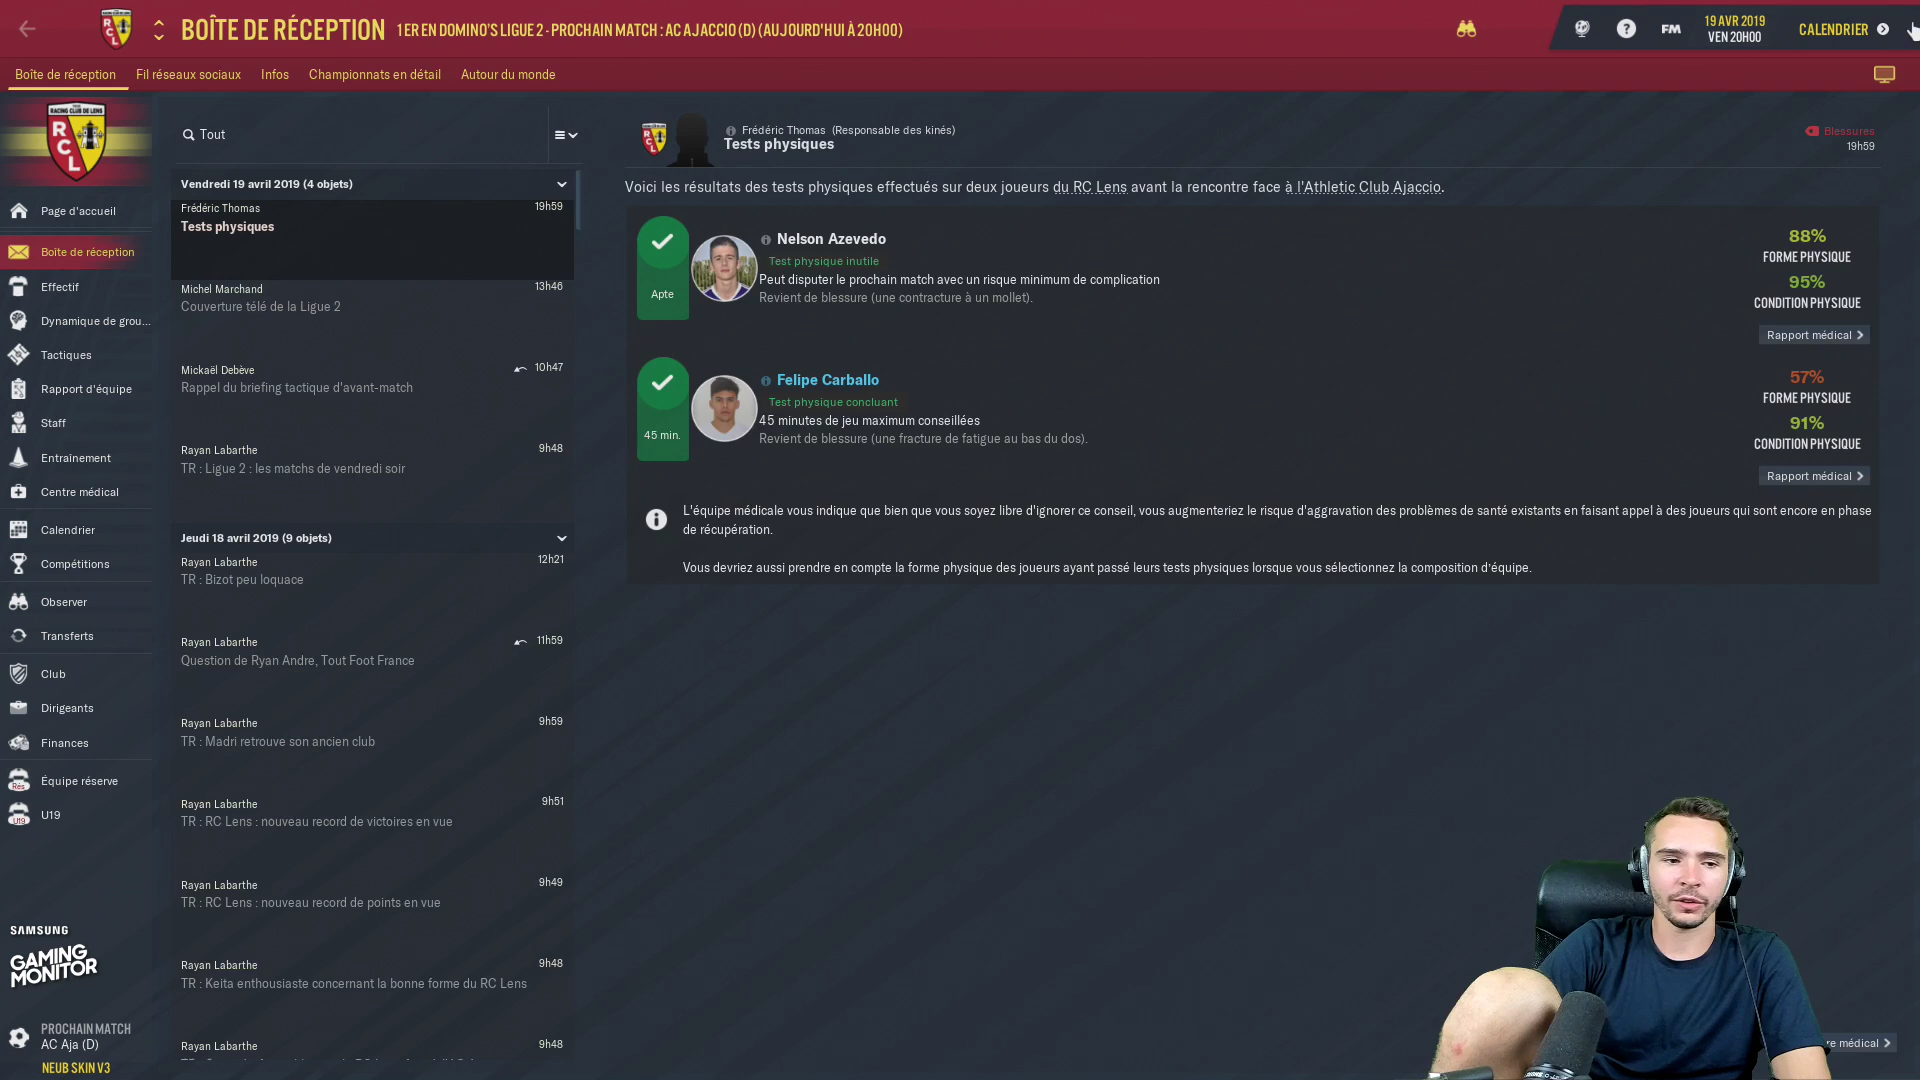 BOÎTE DE RÉCEPTION
1ER EN DOMINO'S LIGUE 2 - PROCHAIN MATCH : AC AJACCIO (D) (AUJOURD'HUI À 20H00)
FM
19 AVR 2019
VEN 20H00
CALENDRIER
Boîte de réception
Fil réseaux sociaux
Infos
Championnats en détail
Autour du monde
RACING CLUB DE LENS
RCL
Page d'accueil
Boîte de réception
Effectif
Dynamique de grou...
Tactiques
Rapport d'équipe
Staff
Entraînement
Centre médical
Calendrier
Compétitions
Observer
Transferts
Club
Dirigeants
Finances
Équipe réserve
U19
SAMSUNG
GAMING
MONITOR
PROCHAIN MATCH
AC Aja (D)
NEUB SKIN V3
Tout
Vendredi 19 avril 2019 (4 objets)
Frédéric Thomas 19h59
Tests physiques
Michel Marchand 13h46
Couverture télé de la Ligue 2
Mickaël Debève 10h47
Rappel du briefing tactique d'avant-match
Rayan Labarthe 9h48
TR : Ligue 2 : les matchs de vendredi soir
Jeudi 18 avril 2019 (9 objets)
Rayan Labarthe 12h21
TR : Bizot peu loquace
Rayan Labarthe 11h59
Question de Ryan Andre, Tout Foot France
Rayan Labarthe 9h59
TR : Madri retrouve son ancien club
Rayan Labarthe 9h51
TR : RC Lens : nouveau record de victoires en vue
Rayan Labarthe 9h49
TR : RC Lens : nouveau record de points en vue
Rayan Labarthe 9h48
TR : Keita enthousiaste concernant la bonne forme du RC Lens
Rayan Labarthe 9h48
Frédéric Thomas (Responsable des kinés)
Tests physiques
Blessures
19h59
Voici les résultats des tests physiques effectués sur deux joueurs du RC Lens avant la rencontre face à l'Athletic Club Ajaccio.
Apte
Nelson Azevedo
Test physique inutile
Peut disputer le prochain match avec un risque minimum de complication
Revient de blessure (une contracture à un mollet).
88%
FORME PHYSIQUE
95%
CONDITION PHYSIQUE
Rapport médical
45 min.
Felipe Carballo
Test physique concluant
45 minutes de jeu maximum conseillées
Revient de blessure (une fracture de fatigue au bas du dos).
57%
FORME PHYSIQUE
91%
CONDITION PHYSIQUE
Rapport médical
L'équipe médicale vous indique que bien que vous soyez libre d'ignorer ce conseil, vous augmenteriez le risque d'aggravation des problèmes de santé existants en faisant appel à des joueurs qui sont encore en phase
de récupération.
Vous devriez aussi prendre en compte la forme physique des joueurs ayant passé leurs tests physiques lorsque vous sélectionnez la composition d'équipe.
re médical